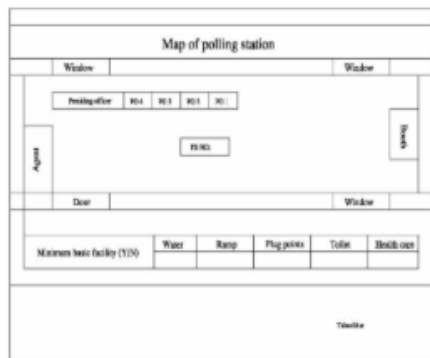 Map of polling station
Window Window
Presiding officer PO 4 PO 3 PO 2 PO 1
Booth
Agent
PS NO:
Door Window
Minimum basic facility (Y/N) Water Ramp Plug points Toilet Health care
Tahsildar